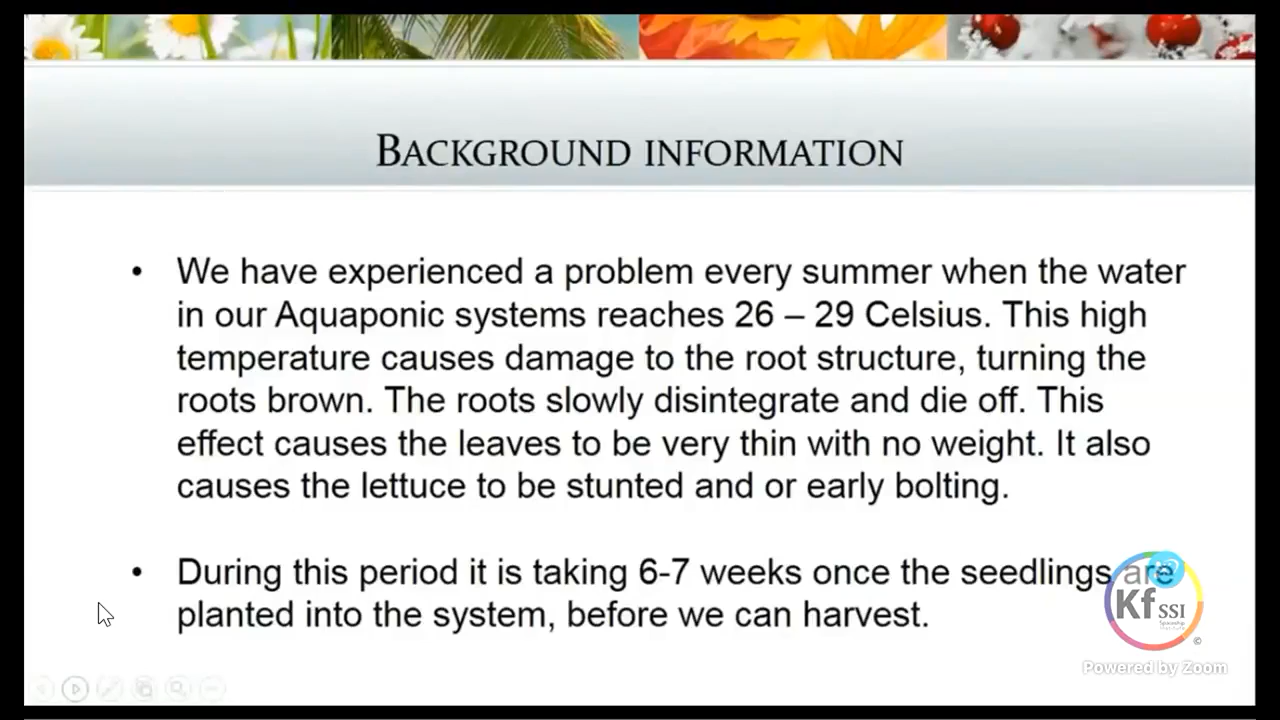 BACKGROUND INFORMATION
• We have experienced a problem every summer when the water
in our Aquaponic systems reaches 26 – 29 Celsius. This high
temperature causes damage to the root structure, turning the
roots brown. The roots slowly disintegrate and die off. This
effect causes the leaves to be very thin with no weight. It also
causes the lettuce to be stunted and or early bolting.
• During this period it is taking 6-7 weeks once the seedlings are
planted into the system, before we can harvest.
Kf SSI
Spaceship
Institute
©
Powered by Zoom